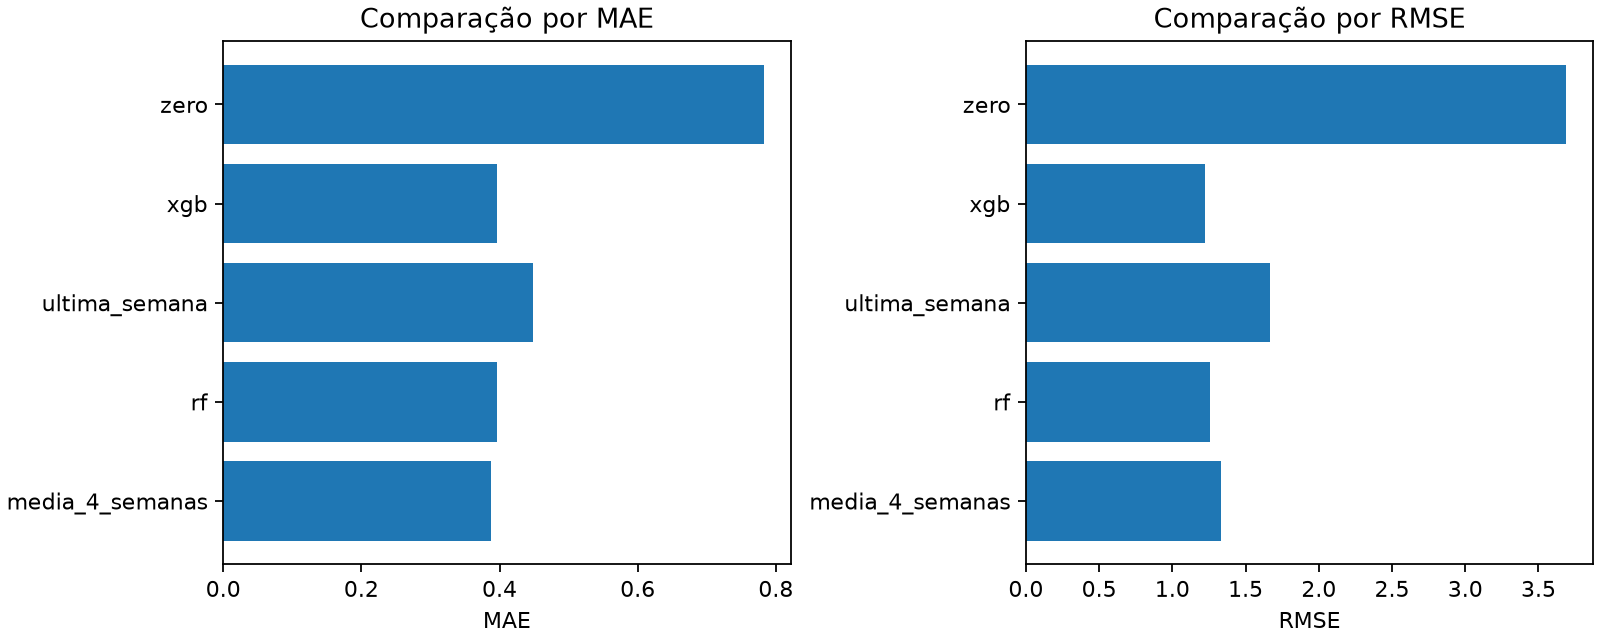 Comparação por MAE
zero
xgb
ultima_semana
rf
media_4_semanas
0.0 0.2 0.4 0.6 0.8
MAE
Comparação por RMSE
zero
xgb
ultima_semana
rf
media_4_semanas
0.0 0.5 1.0 1.5 2.0 2.5 3.0 3.5
RMSE